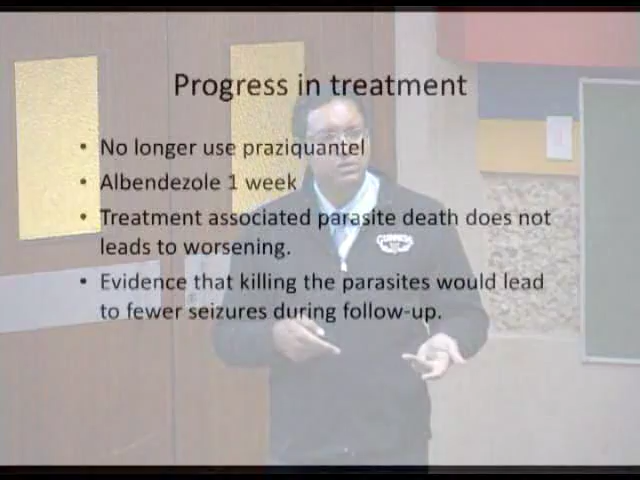 Progress in treatment
• No longer use praziquantel
• Albendezole 1 week
• Treatment associated parasite death does not
leads to worsening.
• Evidence that killing the parasites would lead
to fewer seizures during follow-up.